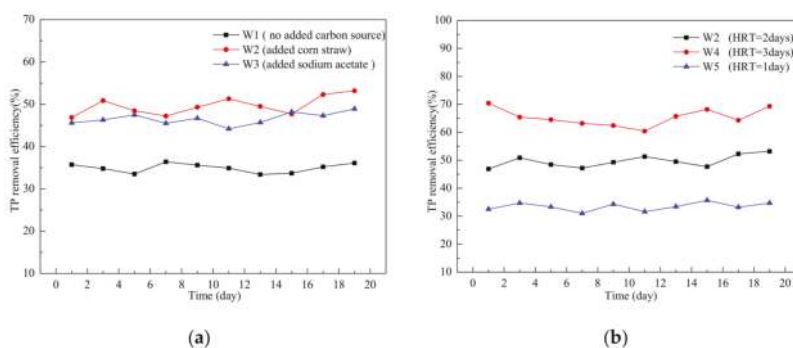 W1 ( no added carbon source)
W2 (added corn straw)
W3 (added sodium acetate )
TP removal efficiency(%)
70
60
50
40
30
20
10
0 2 4 6 8 10 12 14 16 18 20
Time (day)
(a)
W2 (HRT=2days)
W4 (HRT=3days)
W5 (HRT=1day)
TP removal efficiency(%)
100
90
80
70
60
50
40
30
20
10
0 2 4 6 8 10 12 14 16 18 20
Time (day)
(b)